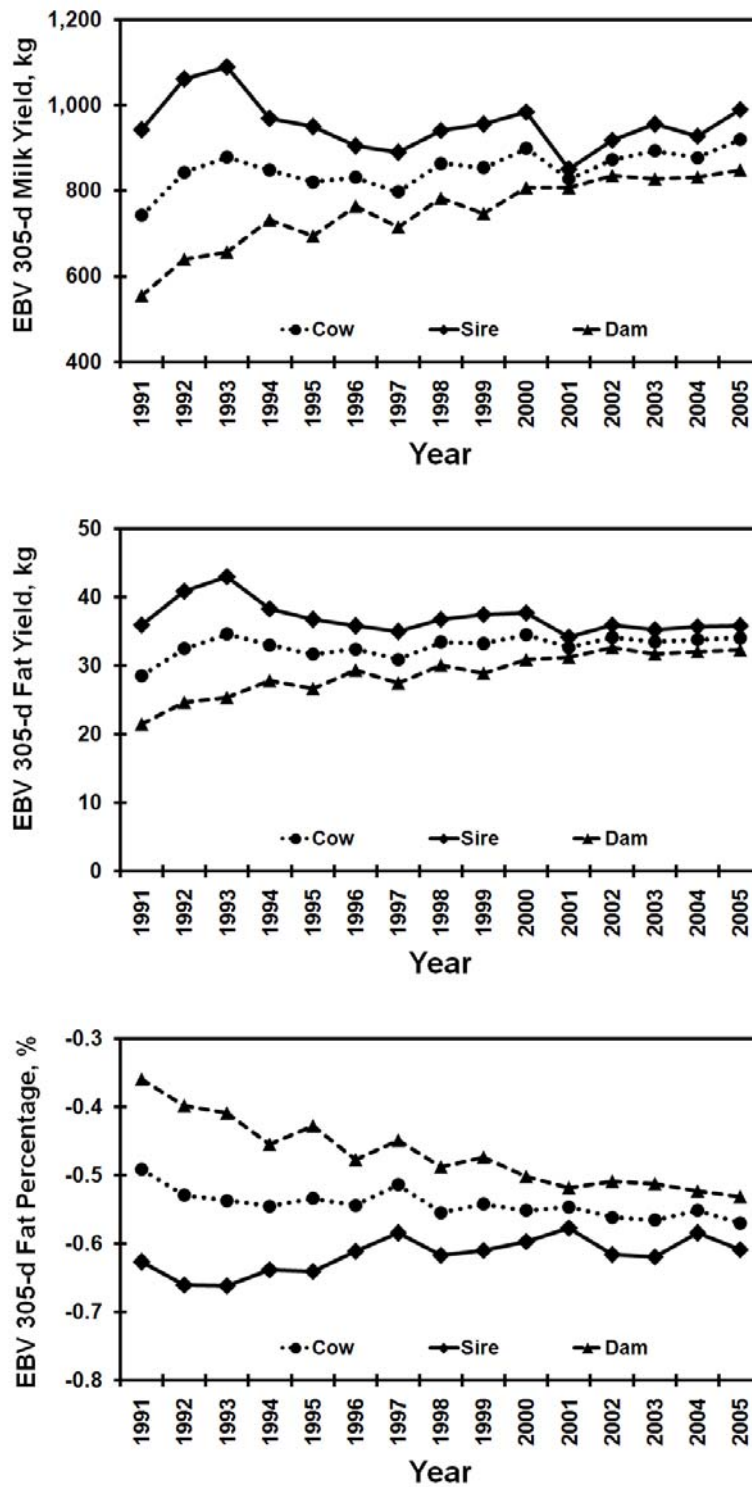 EBV 305-d Milk Yield, kg
1,200
1,000
800
600
400
Cow Sire Dam
1991 1992 1993 1994 1995 1996 1997 1998 1999 2000 2001 2002 2003 2004 2005
Year
EBV 305-d Fat Yield, kg
50
40
30
20
10
0
Cow Sire Dam
1991 1992 1993 1994 1995 1996 1997 1998 1999 2000 2001 2002 2003 2004 2005
Year
EBV 305-d Fat Percentage, %
-0.3
-0.4
-0.5
-0.6
-0.7
-0.8
Cow Sire Dam
1991 1992 1993 1994 1995 1996 1997 1998 1999 2000 2001 2002 2003 2004 2005
Year